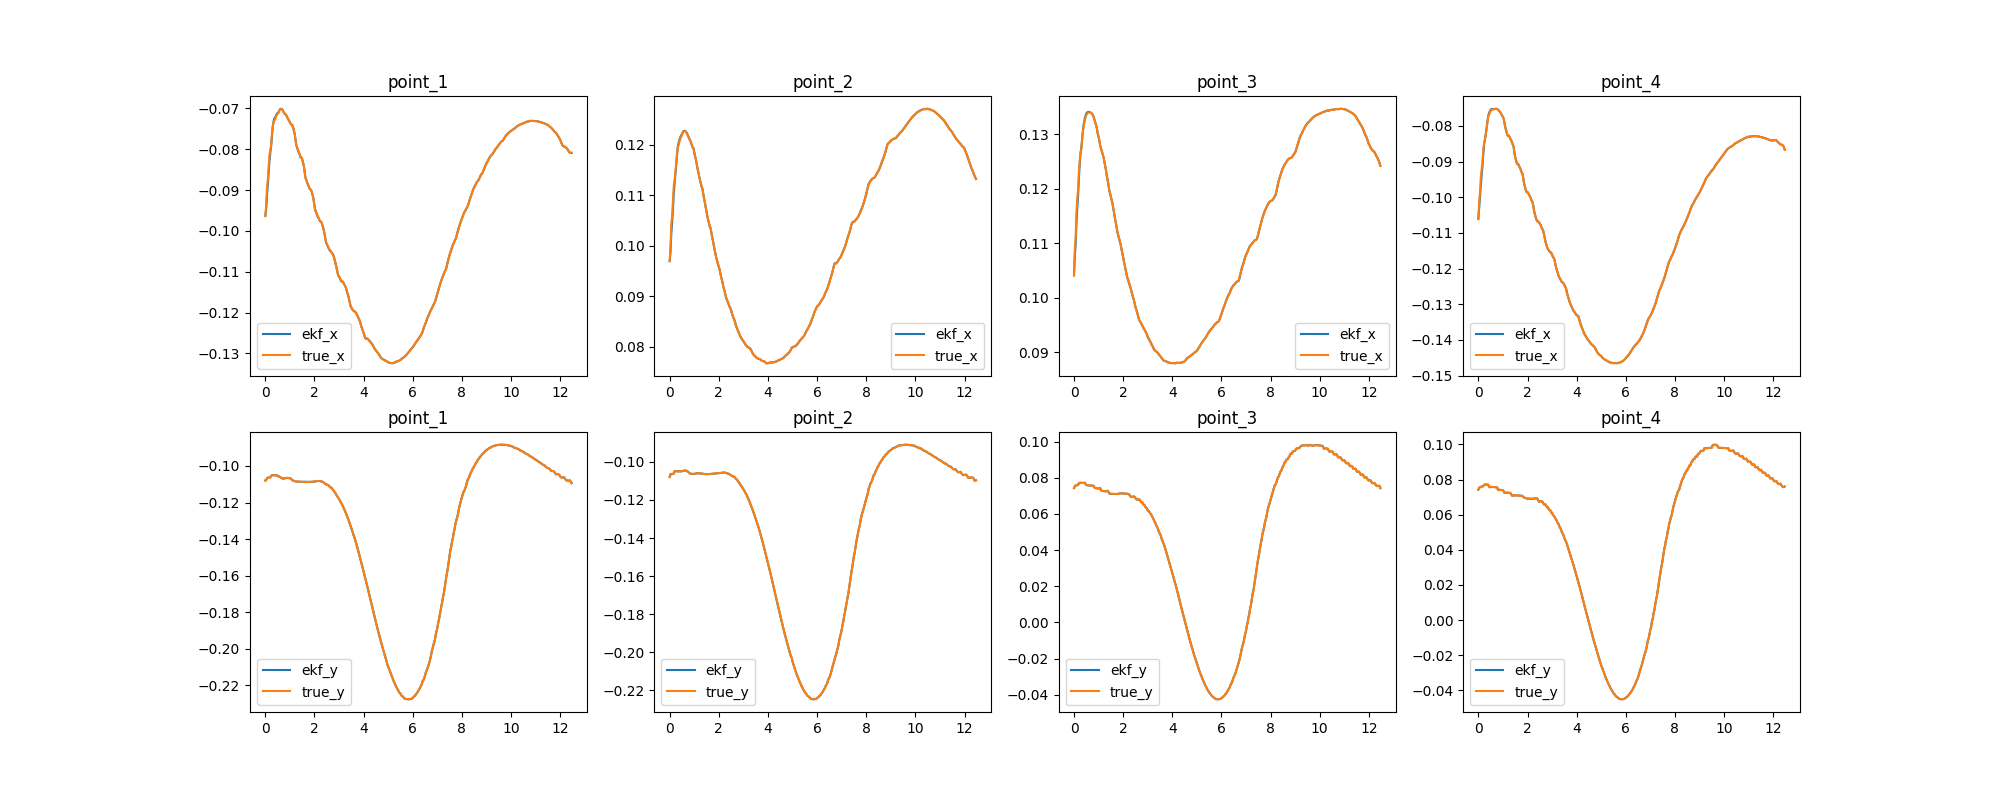 point_1
−0.07
−0.08
−0.09
−0.10
−0.11
−0.12
−0.13
ekf_x
true_x
0 2 4 6 8 10 12
point_2
0.12
0.11
0.10
0.09
0.08
ekf_x
true_x
0 2 4 6 8 10 12
point_3
0.13
0.12
0.11
0.10
0.09
ekf_x
true_x
0 2 4 6 8 10 12
point_4
−0.08
−0.09
−0.10
−0.11
−0.12
−0.13
−0.14
−0.15
ekf_x
true_x
0 2 4 6 8 10 12
point_1
−0.10
−0.12
−0.14
−0.16
−0.18
−0.20
−0.22
ekf_y
true_y
0 2 4 6 8 10 12
point_2
−0.10
−0.12
−0.14
−0.16
−0.18
−0.20
−0.22
ekf_y
true_y
0 2 4 6 8 10 12
point_3
0.10
0.08
0.06
0.04
0.02
0.00
−0.02
−0.04
ekf_y
true_y
0 2 4 6 8 10 12
point_4
0.10
0.08
0.06
0.04
0.02
0.00
−0.02
−0.04
ekf_y
true_y
0 2 4 6 8 10 12